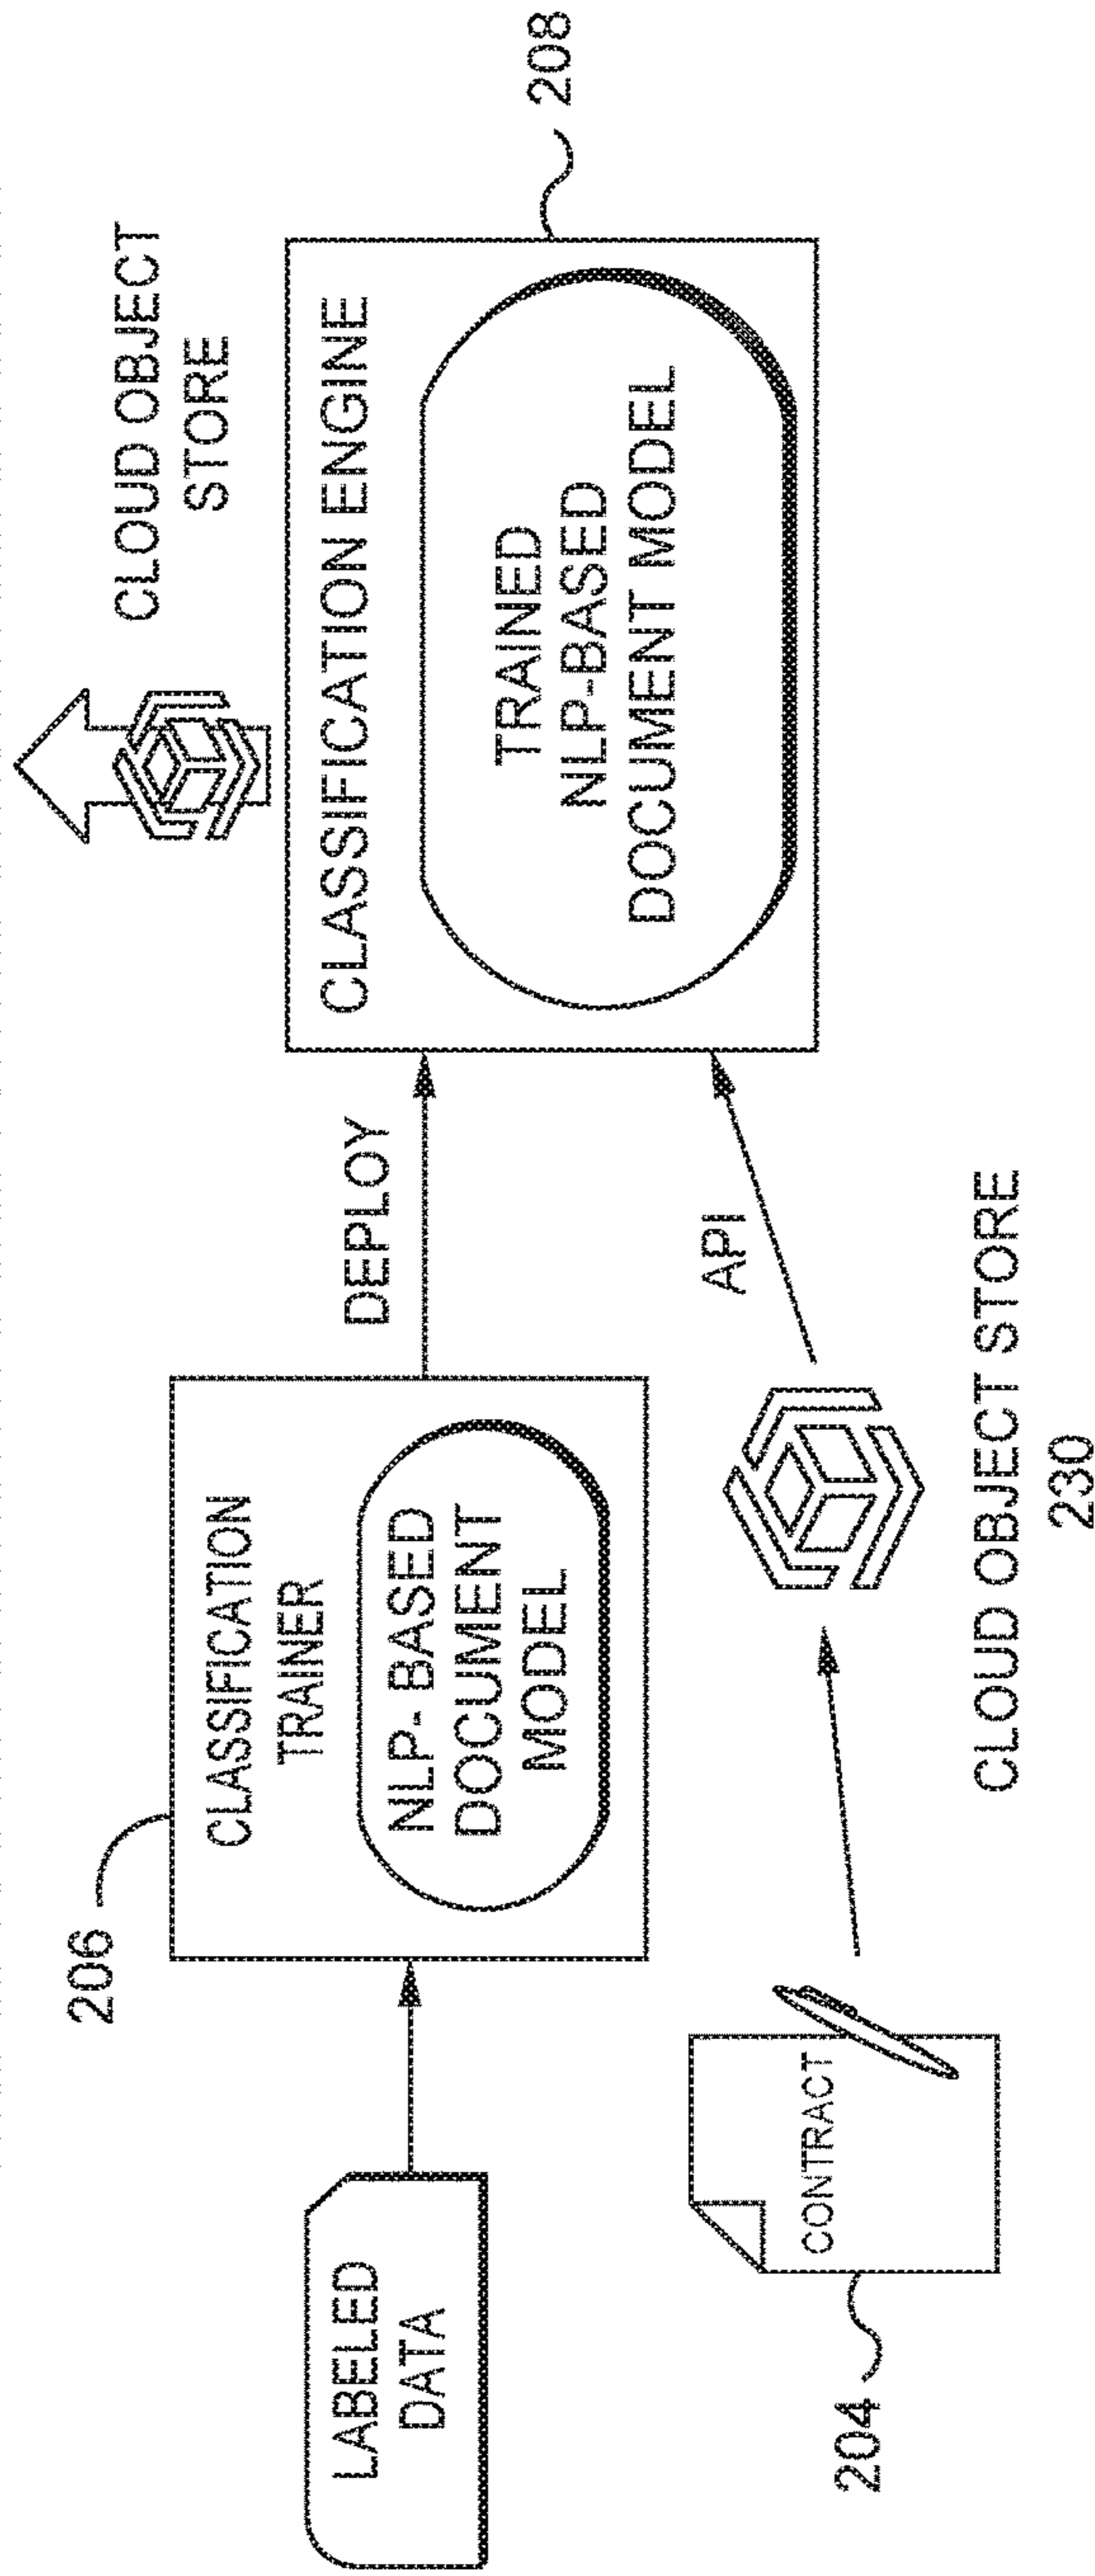 LABELED
DATA
206
CLASSIFICATION
TRAINER
NLP- BASED
DOCUMENT
MODEL
DEPLOY
CLOUD OBJECT
STORE
CLASSIFICATION ENGINE
TRAINED
NLP-BASED
DOCUMENT MODEL
208
204
CONTRACT
API
CLOUD OBJECT STORE
230